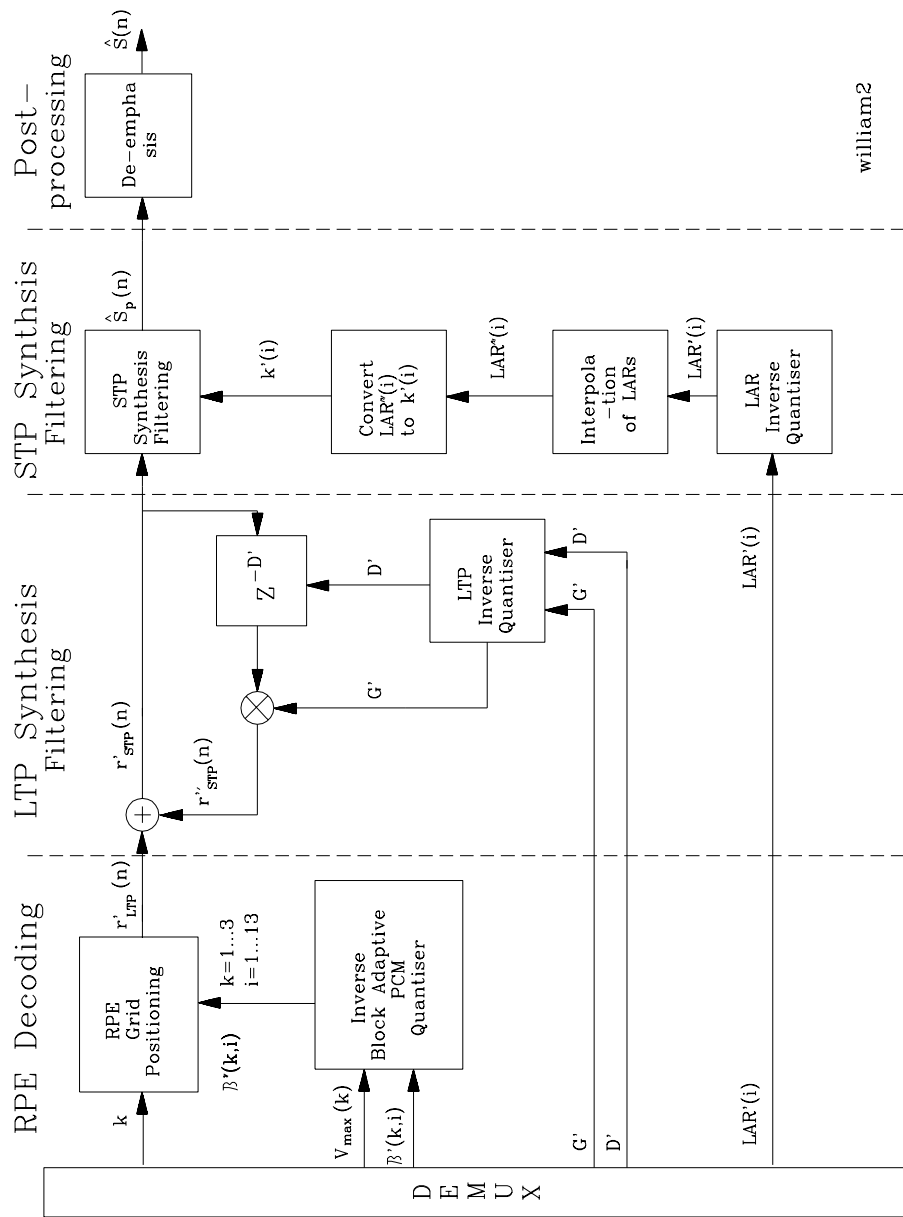 RPE Decoding
LTP Synthesis
Filtering
STP Synthsis
Filtering
Post-
processing
D
E
M
U
X
k
RPE
Grid
Positioning
r'LTP(n)
r'STP(n)
STP
Synthesis
Filtering
Ŝp(n)
De-empha
sis
Ŝ(n)
ℬ"(k,i)
k=1...3
i=1...13
Vmax(k)
ℬ'(k,i)
Inverse
Block Adaptive
PCM
Quantiser
r''STP(n)
Z-D'
G'
D'
LTP
Inverse
Quantiser
G'
D'
G'
D'
k'(i)
Convert
LAR"(i)
to k'(i)
LAR"(i)
Interpola
-tion
of LARs
LAR'(i)
LAR
Inverse
Quantiser
LAR'(i)
LAR'(i)
william2